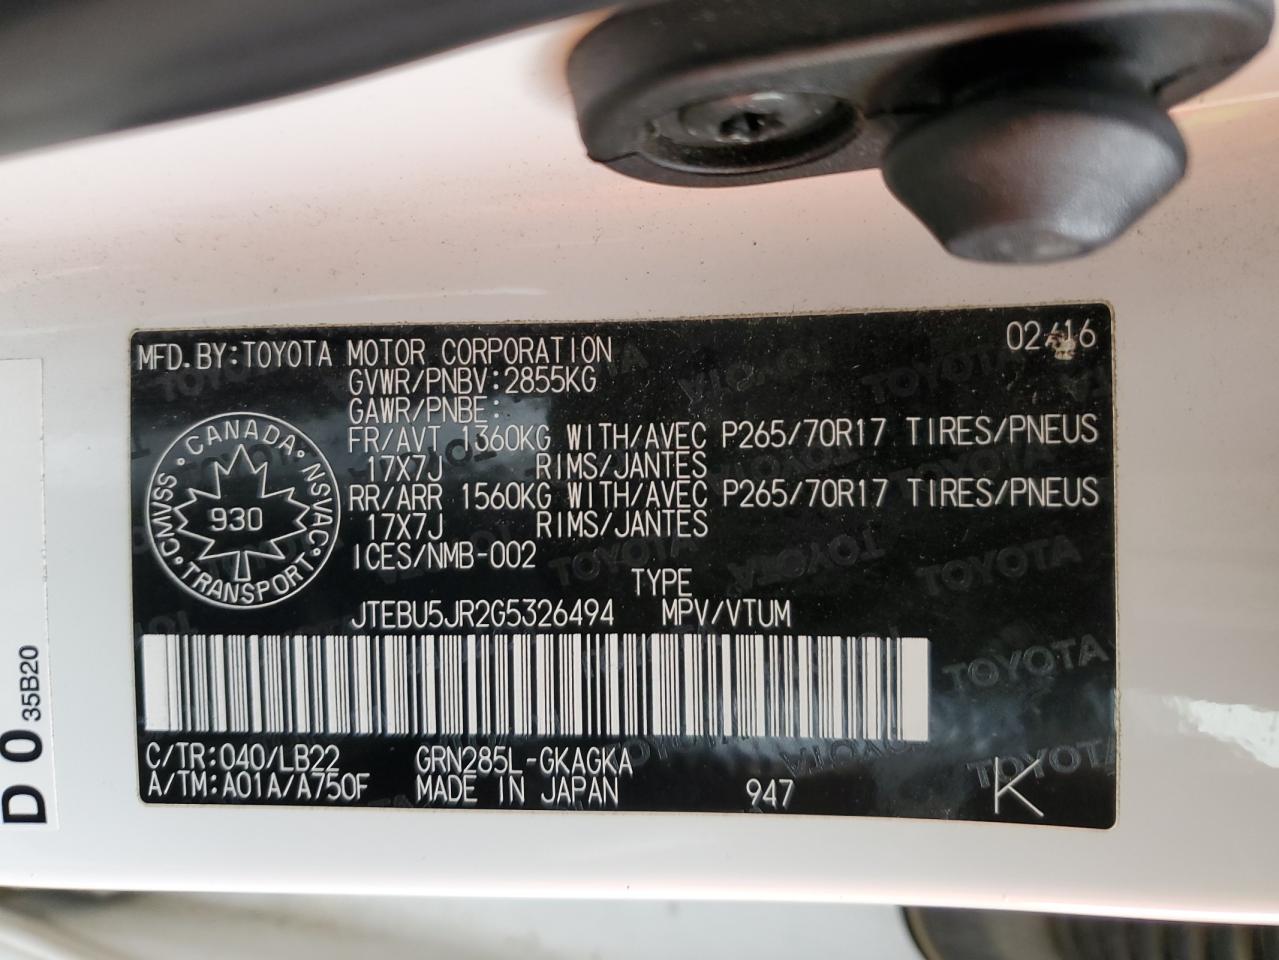 MFD.BY:TOYOTA MOTOR CORPORATION 02/16
GVWR/PNBV:2855KG
GAWR/PNBE:
FR/AVT 1360KG WITH/AVEC P265/70R17 TIRES/PNEUS
17X7J RIMS/JANTES
RR/ARR 1560KG WITH/AVEC P265/70R17 TIRES/PNEUS
17X7J RIMS/JANTES
ICES/NMB-002
CANADA
CMVSS · NSVAC
930
TRANSPORT
TYPE
JTEBU5JR2G5326494 MPV/VTUM
C/TR:040/LB22 GRN285L-GKAGKA
A/TM:A01A/A750F MADE IN JAPAN 947 K
D 0 35B20
TOYOTA